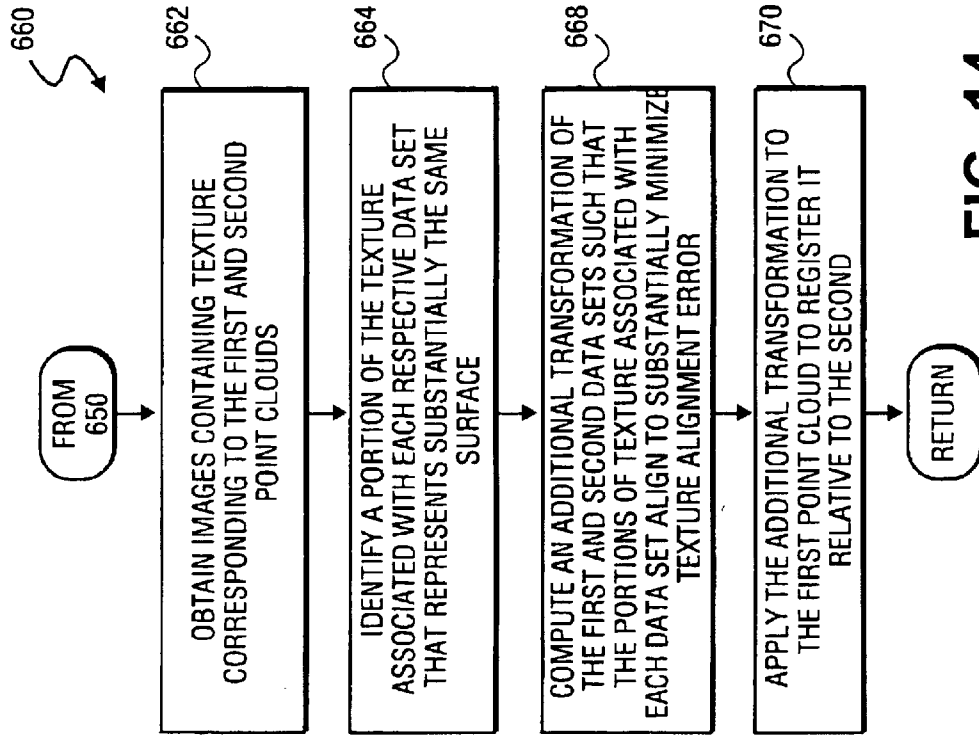 660
FROM
650
662
OBTAIN IMAGES CONTAINING TEXTURE
CORRESPONDING TO THE FIRST AND SECOND
POINT CLOUDS
664
IDENTIFY A PORTION OF THE TEXTURE
ASSOCIATED WITH EACH RESPECTIVE DATA SET
THAT REPRESENTS SUBSTANTIALLY THE SAME
SURFACE
668
COMPUTE AN ADDITIONAL TRANSFORMATION OF
THE FIRST AND SECOND DATA SETS SUCH THAT
THE PORTIONS OF TEXTURE ASSOCIATED WITH
EACH DATA SET ALIGN TO SUBSTANTIALLY MINIMIZE
TEXTURE ALIGNMENT ERROR
670
APPLY THE ADDITIONAL TRANSFORMATION TO
THE FIRST POINT CLOUD TO REGISTER IT
RELATIVE TO THE SECOND
RETURN
FIG. 14